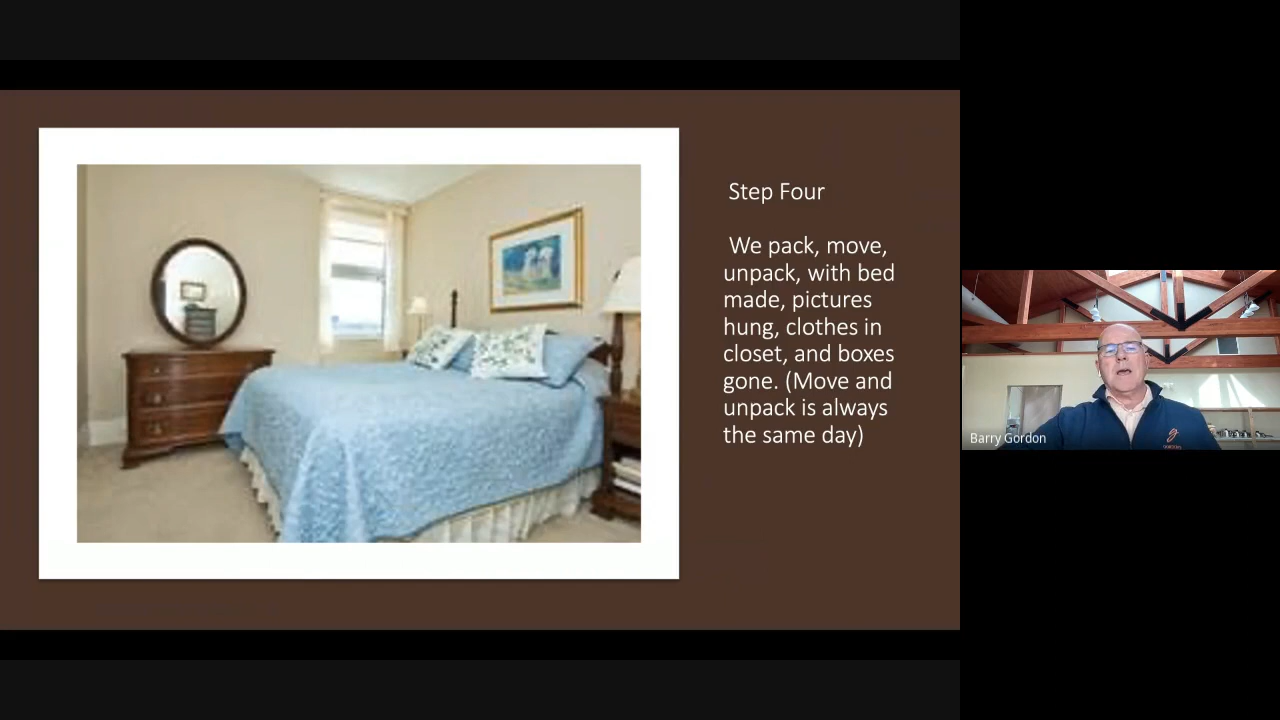 Step Four
We pack, move,
unpack, with bed
made, pictures
hung, clothes in
closet, and boxes
gone. (Move and
unpack is always
the same day)
Barry Gordon